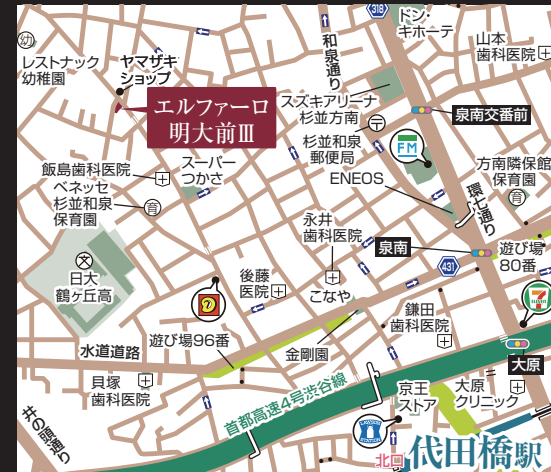 318
ドン・
キホーテ
和泉通り
山本
歯科医院
幼
レストナック
幼稚園
ヤマザキ
ショップ
エルファーロ
明大前Ⅲ
スズキアリーナ
杉並方南
泉南交番前
杉並和泉
郵便局
FM
ENEOS
方南隣保館
保育園
育
環七通り
飯島歯科医院
ベネッセ
杉並和泉
保育園
育
スーパー
つかさ
永井
歯科医院
泉南
遊び場
80番
文
日大
鶴ヶ丘高
431
後藤
医院
こなや
鎌田
歯科医院
7
遊び場96番
水道道路
金剛園
大原
貝塚
歯科医院
首都高速4号渋谷線
京王
ストア
大原
クリニック
井の頭通り
LAWSON
北口
代田橋駅